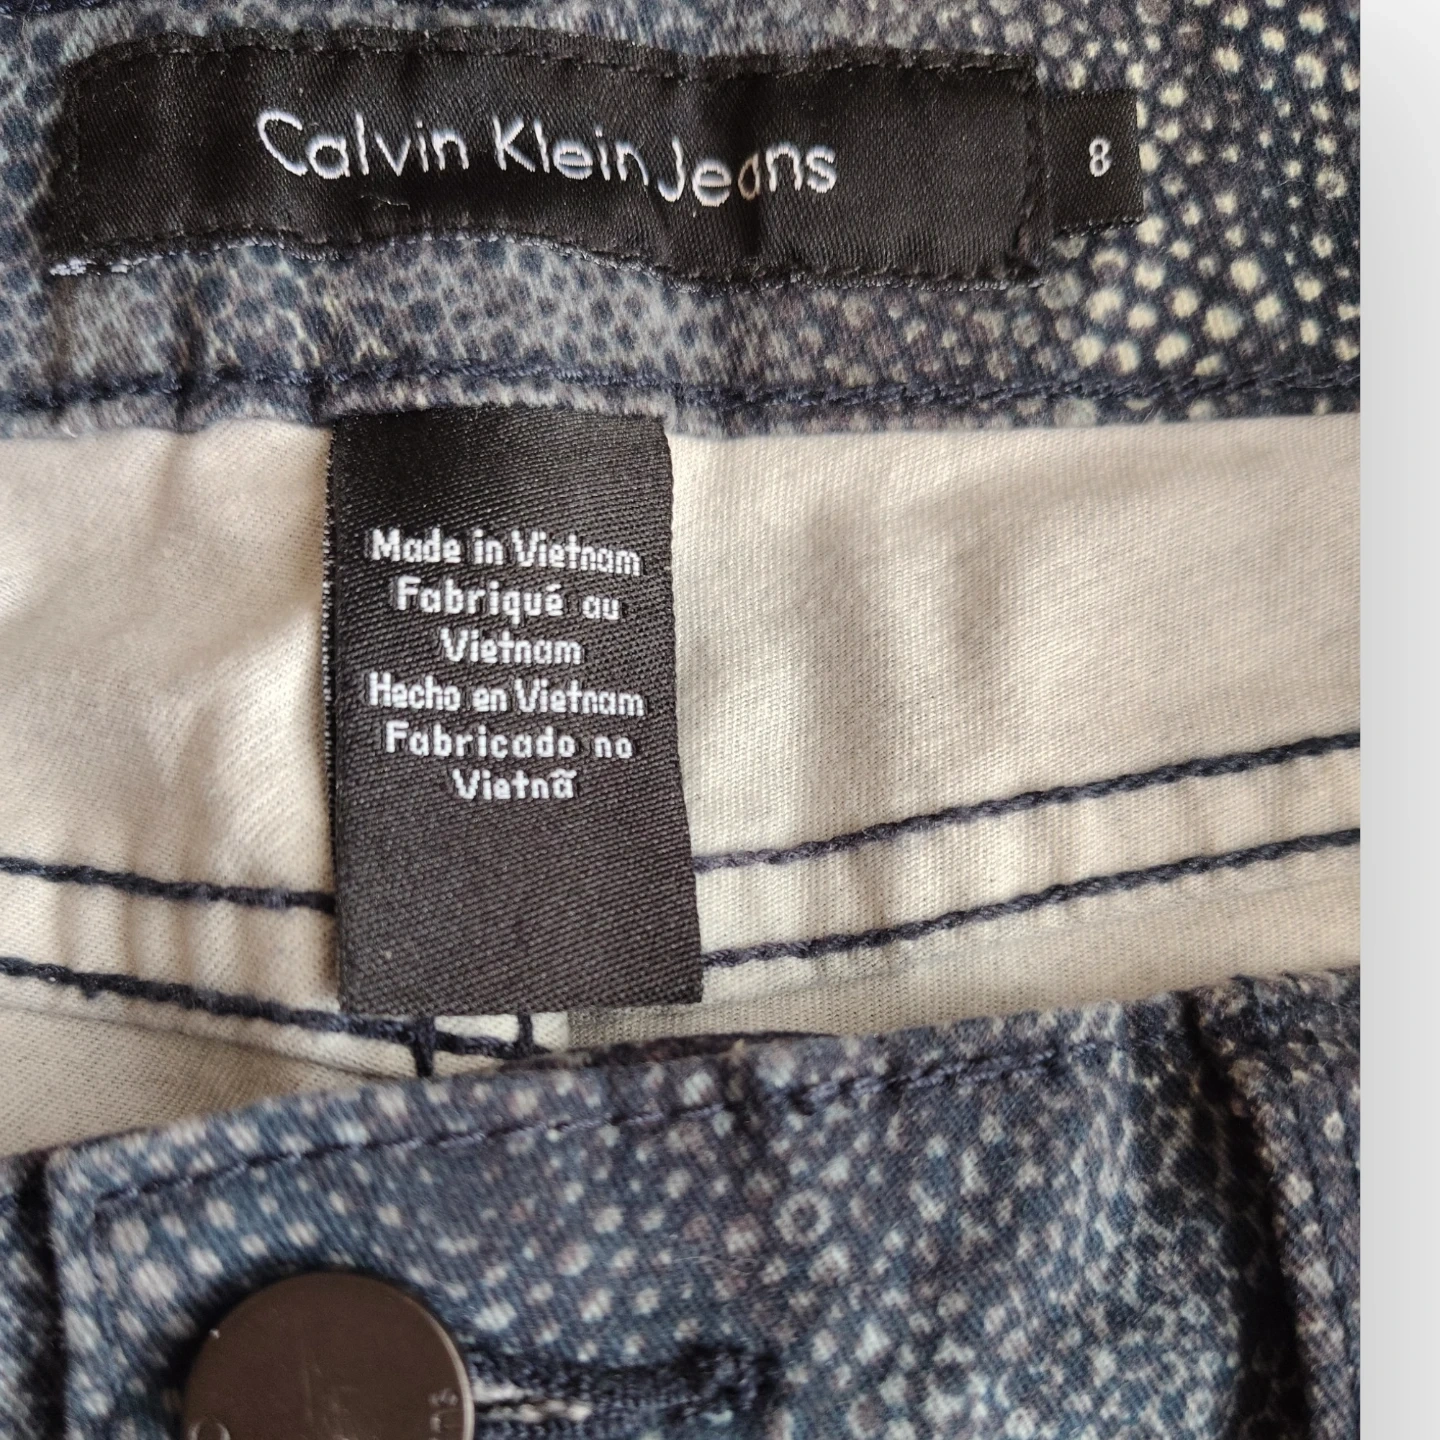 Calvin Klein Jeans
8
Made in Vietnam
Fabriqué au
Vietnam
Hecho en Vietnam
Fabricado no
Vietnã